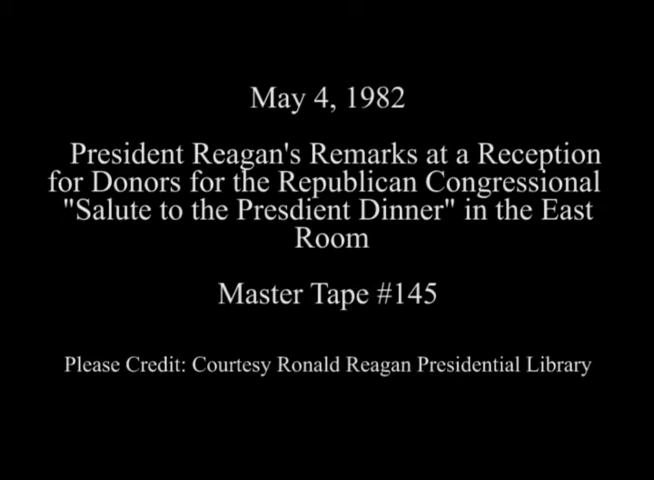 May 4, 1982
President Reagan's Remarks at a Reception
for Donors for the Republican Congressional
"Salute to the Presdient Dinner" in the East
Room
Master Tape #145
Please Credit: Courtesy Ronald Reagan Presidential Library